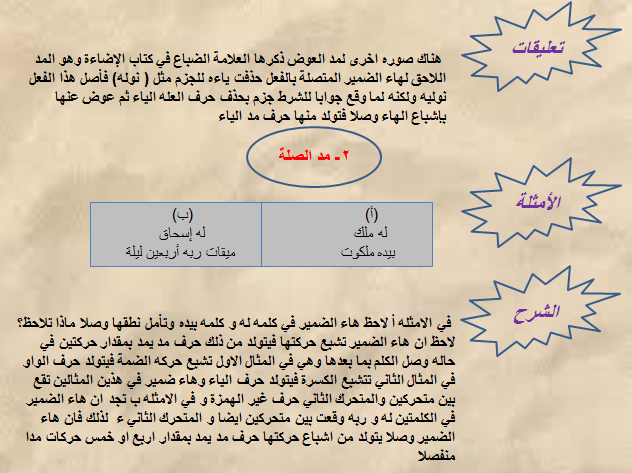 تعليقات
هناك صوره اخرى لمد العوض ذكرها العلامة الضباع في كتاب الإضاءة وهو المد
اللاحق لهاء الضمير المتصلة بالفعل حذفت ياءه للجزم مثل ( نوله) فأصل هذا الفعل
نوليه ولكنه لما وقع جوابا للشرط جزم بحذف حرف العله الياء ثم عوض عنها
بإشباع الهاء وصلا فتولد منها حرف مد الياء
٢ـ مد الصلة
الأمثلة
(أ) (ب)
له ملك له إسحاق
بيده ملكوت ميقات ربه أربعين ليلة
الشرح
في الامثله أ لاحظ هاء الضمير في كلمه له و كلمه بيده وتأمل نطقها وصلا ماذا تلاحظ؟
لاحظ ان هاء الضمير تشبع حركتها فيتولد من ذلك حرف مد يمد بمقدار حركتين في
حاله وصل الكلم بما بعدها وهي في المثال الاول تشبع حركه الضمة فيتولد حرف الواو
في المثال الثاني تتشبع الكسرة فيتولد حرف الياء وهاء ضمير في هذين المثالين تقع
بين متحركين والمتحرك الثاني حرف غير الهمزة و في الامثله ب تجد ان هاء الضمير
في الكلمتين له و ربه وقعت بين متحركين ايضا و المتحرك الثاني ء لذلك فان هاء
الضمير وصلا يتولد من اشباع حركتها حرف مد يمد بمقدار اربع او خمس حركات مدا
منفصلا